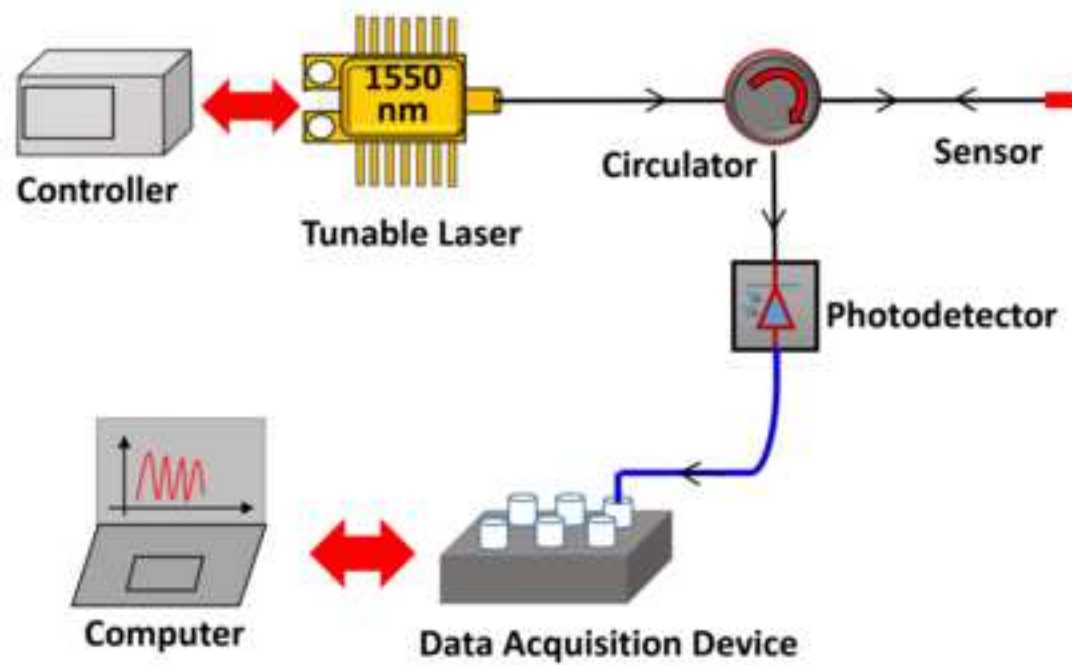 1550
nm
Circulator
Sensor
Controller
Tunable Laser
Photodetector
Computer
Data Acquisition Device